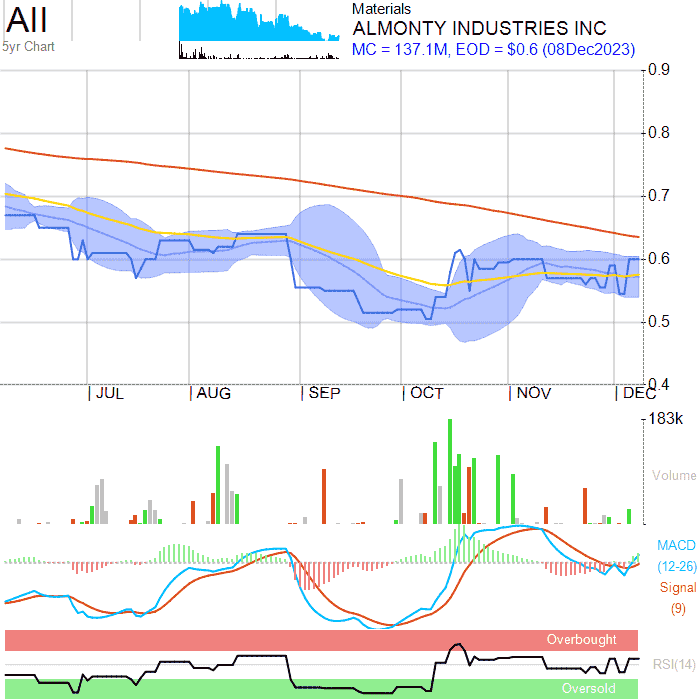 AII
5yr Chart
Materials
ALMONTY INDUSTRIES INC
MC = 137.1M, EOD = $0.6 (08Dec2023)
0.9
0.8
0.7
0.6
0.5
0.4
JUL AUG SEP OCT NOV DEC
183k
Volume
MACD
(12-26)
Signal
(9)
Overbought
RSI(14)
Oversold